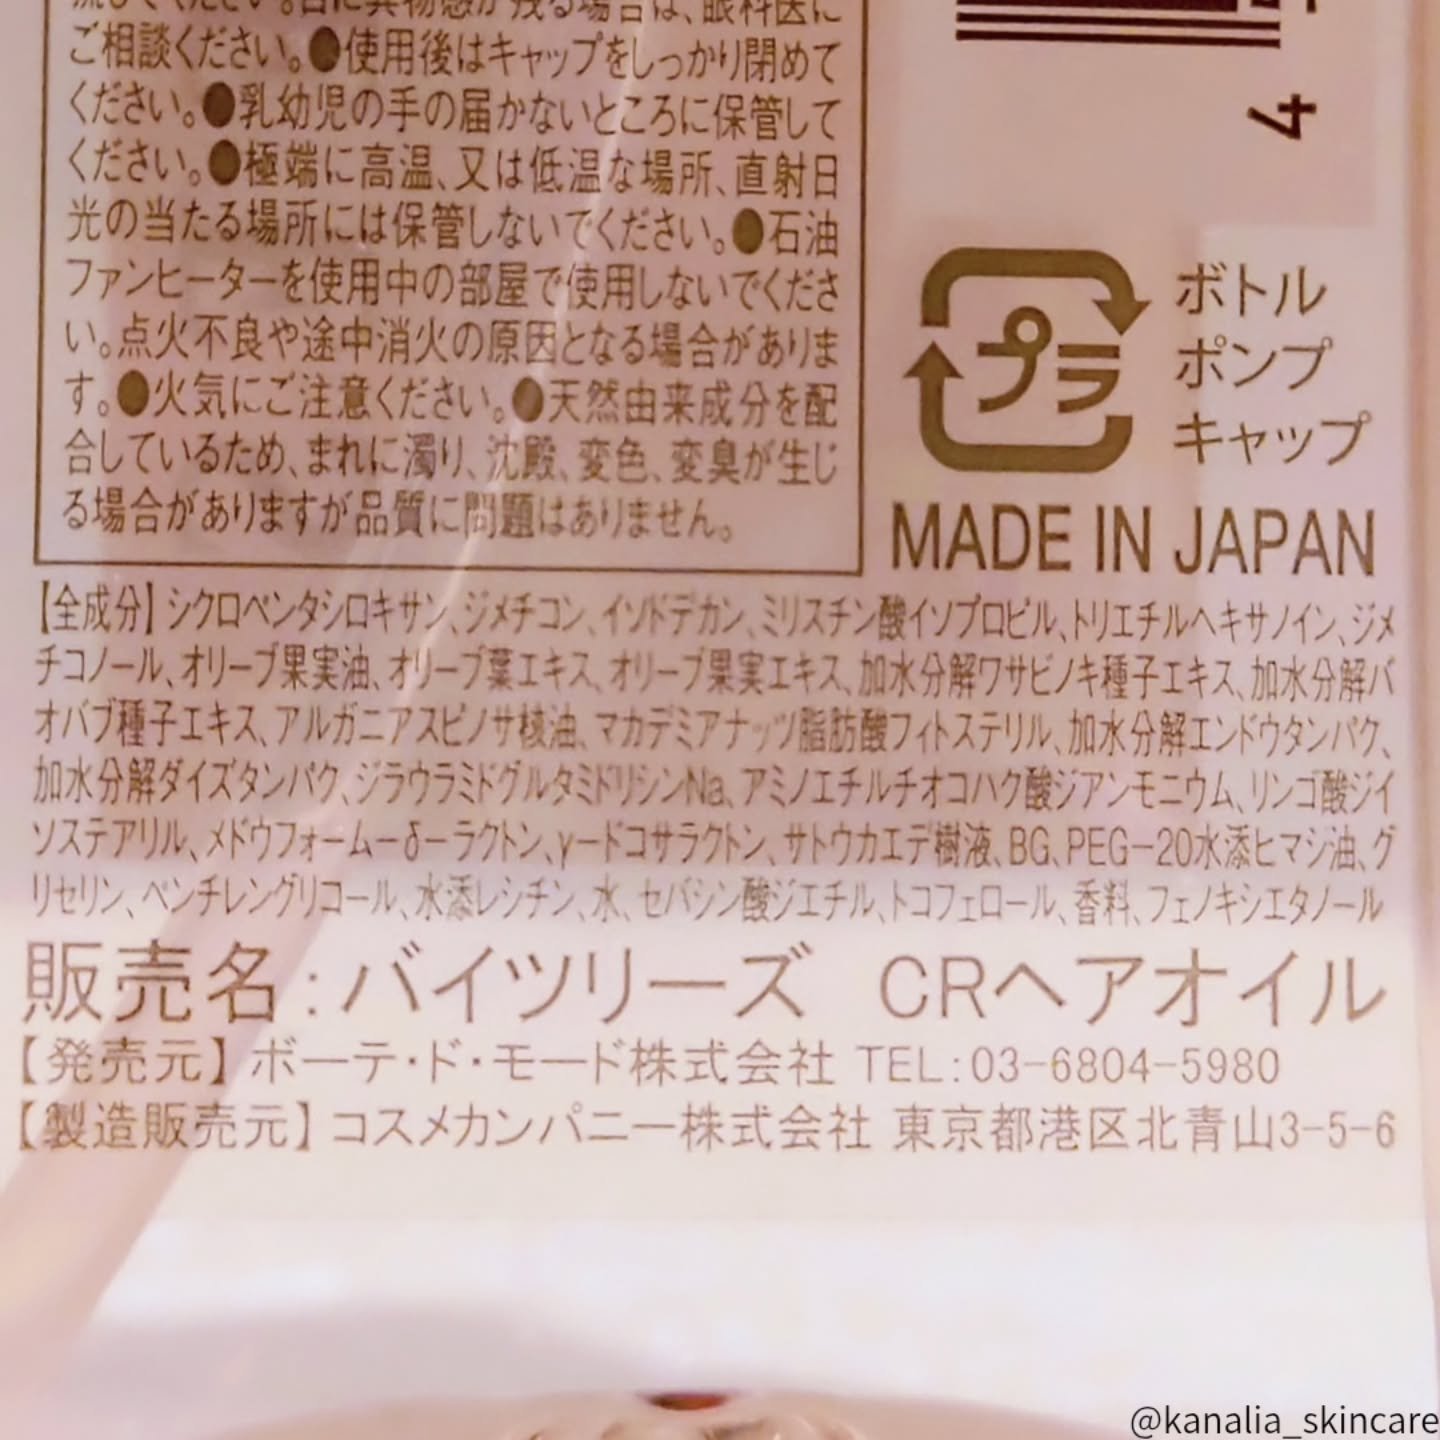 流してください。目に異物感が残る場合は、眼科医に
ご相談ください。●使用後はキャップをしっかり閉めて
ください。●乳幼児の手の届かないところに保管して
ください。●極端に高温、又は低温な場所、直射日
光の当たる場所には保管しないでください。●石油
ファンヒーターを使用中の部屋で使用しないでくださ
い。点火不良や途中消火の原因となる場合がありま
す。●火気にご注意ください。●天然由来成分を配
合しているため、まれに濁り、沈殿、変色、変臭が生じ
る場合がありますが品質に問題はありません。
4
プラ
ボトル
ポンプ
キャップ
MADE IN JAPAN
【全成分】シクロペンタシロキサン、ジメチコン、イソドデカン、ミリスチン酸イソプロピル、トリエチルヘキサノイン、ジメ
チコノール、オリーブ果実油、オリーブ葉エキス、オリーブ果実エキス、加水分解ワサビノキ種子エキス、加水分解バ
オバブ種子エキス、アルガニアスピノサ核油、マカデミアナッツ脂肪酸フィトステリル、加水分解エンドウタンパク、
加水分解ダイズタンパク、ジラウラミドグルタミドリシンNa、アミノエチルチオコハク酸ジアンモニウム、リンゴ酸ジイ
ソステアリル、メドウフォーム-δ-ラクトン、γ-ドコサラクトン、サトウカエデ樹液、BG、PEG-20水添ヒマシ油、グ
リセリン、ペンチレングリコール、水添レシチン、水、セバシン酸ジエチル、トコフェロール、香料、フェノキシエタノール
販売名:バイツリーズ CRヘアオイル
【発売元】ボーテ・ド・モード株式会社 TEL:03-6804-5980
【製造販売元】コスメカンパニー株式会社 東京都港区北青山3-5-6
@kanalia_skincare